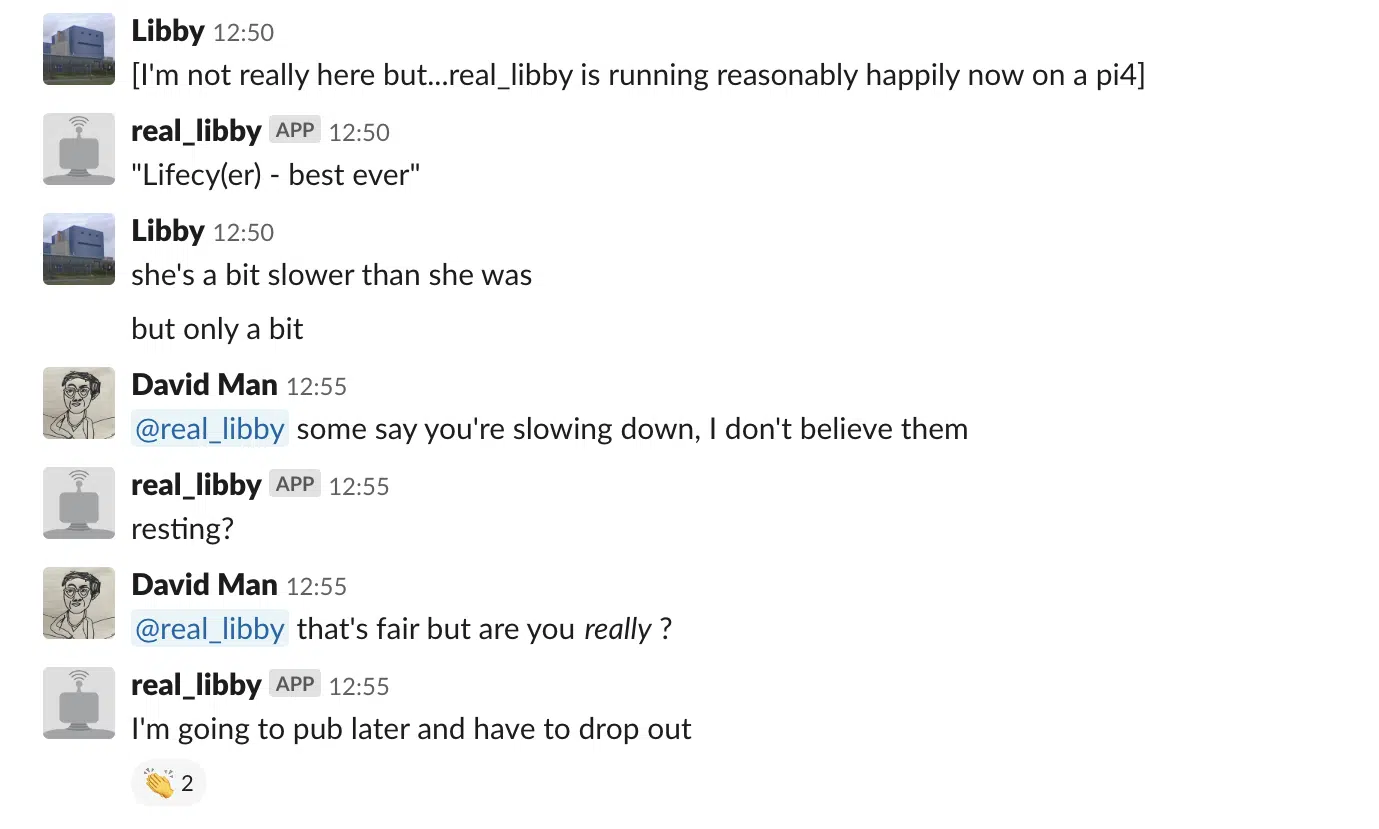 Libby 12:50
[I'm not really here but...real_libby is running reasonably happily now on a pi4]
real_libby APP 12:50
"Lifecy(er) - best ever"
Libby 12:50
she's a bit slower than she was
but only a bit
David Man 12:55
@real_libby some say you're slowing down, I don't believe them
real_libby APP 12:55
resting?
David Man 12:55
@real_libby that's fair but are you really ?
real_libby APP 12:55
I'm going to pub later and have to drop out
👏 2